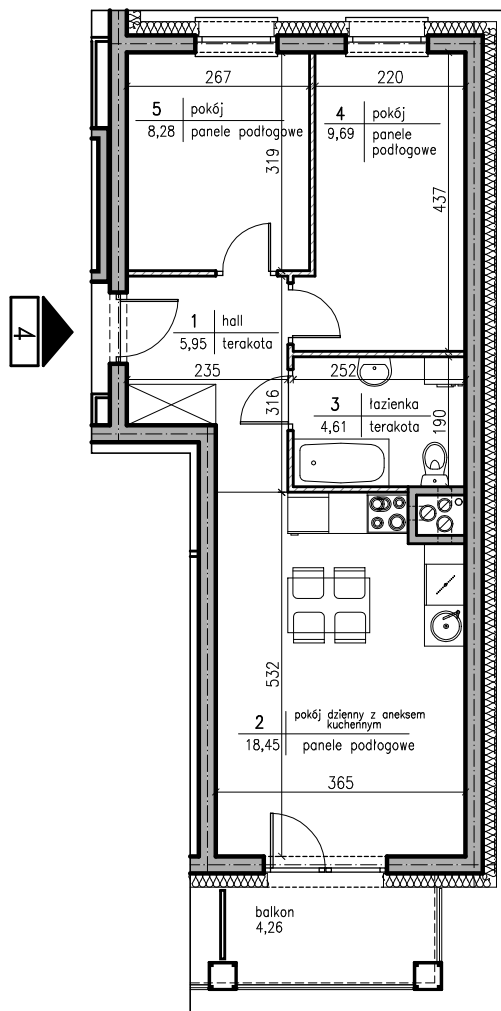 267
220
5 pokój
8,28 panele podłogowe
4 pokój
9,69 panele
podłogowe
319
437
4
1 hall
5,95 terakota
235
252
316
3 łazienka
4,61 terakota
190
532
2 pokój dzienny z aneksem
kuchennym
18,45 panele podłogowe
365
balkon
4,26